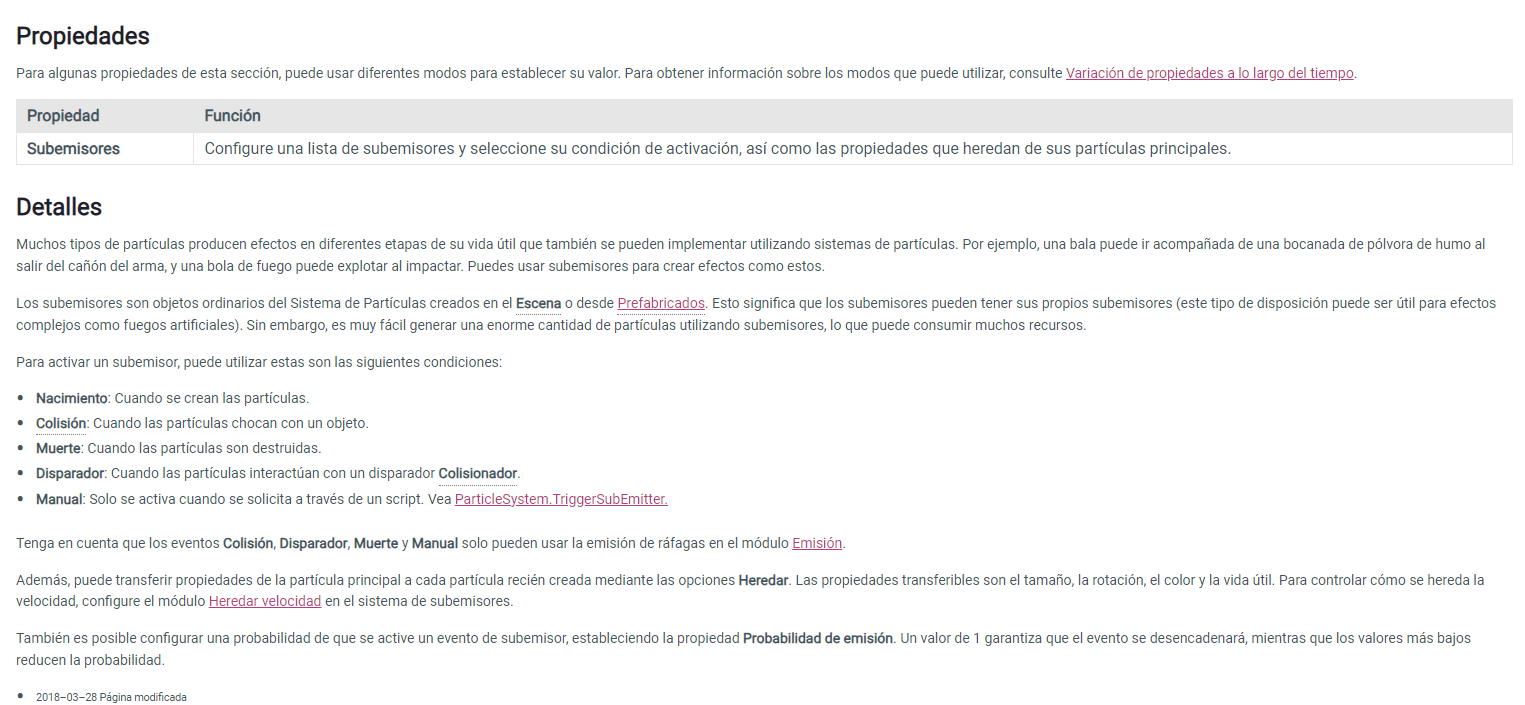 Propiedades
Para algunas propiedades de esta sección, puede usar diferentes modos para establecer su valor. Para obtener información sobre los modos que puede utilizar, consulte Variación de propiedades a lo largo del tiempo.
Propiedad Función
Subemisores Configure una lista de subemisores y seleccione su condición de activación, así como las propiedades que heredan de sus partículas principales.
Detalles
Muchos tipos de partículas producen efectos en diferentes etapas de su vida útil que también se pueden implementar utilizando sistemas de partículas. Por ejemplo, una bala puede ir acompañada de una bocanada de pólvora de humo al
salir del cañón del arma, y una bola de fuego puede explotar al impactar. Puedes usar subemisores para crear efectos como estos.
Los subemisores son objetos ordinarios del Sistema de Partículas creados en el Escena o desde Prefabricados. Esto significa que los subemisores pueden tener sus propios subemisores (este tipo de disposición puede ser útil para efectos
complejos como fuegos artificiales). Sin embargo, es muy fácil generar una enorme cantidad de partículas utilizando subemisores, lo que puede consumir muchos recursos.
Para activar un subemisor, puede utilizar estas son las siguientes condiciones:
• Nacimiento: Cuando se crean las partículas.
• Colisión: Cuando las partículas chocan con un objeto.
• Muerte: Cuando las partículas son destruidas.
• Disparador: Cuando las partículas interactúan con un disparador Colisionador.
• Manual: Solo se activa cuando se solicita a través de un script. Vea ParticleSystem.TriggerSubEmitter.
Tenga en cuenta que los eventos Colisión, Disparador, Muerte y Manual solo pueden usar la emisión de ráfagas en el módulo Emisión.
Además, puede transferir propiedades de la partícula principal a cada partícula recién creada mediante las opciones Heredar. Las propiedades transferibles son el tamaño, la rotación, el color y la vida útil. Para controlar cómo se hereda la
velocidad, configure el módulo Heredar velocidad en el sistema de subemisores.
También es posible configurar una probabilidad de que se active un evento de subemisor, estableciendo la propiedad Probabilidad de emisión. Un valor de 1 garantiza que el evento se desencadenará, mientras que los valores más bajos
reducen la probabilidad.
• 2018–03–28 Página modificada